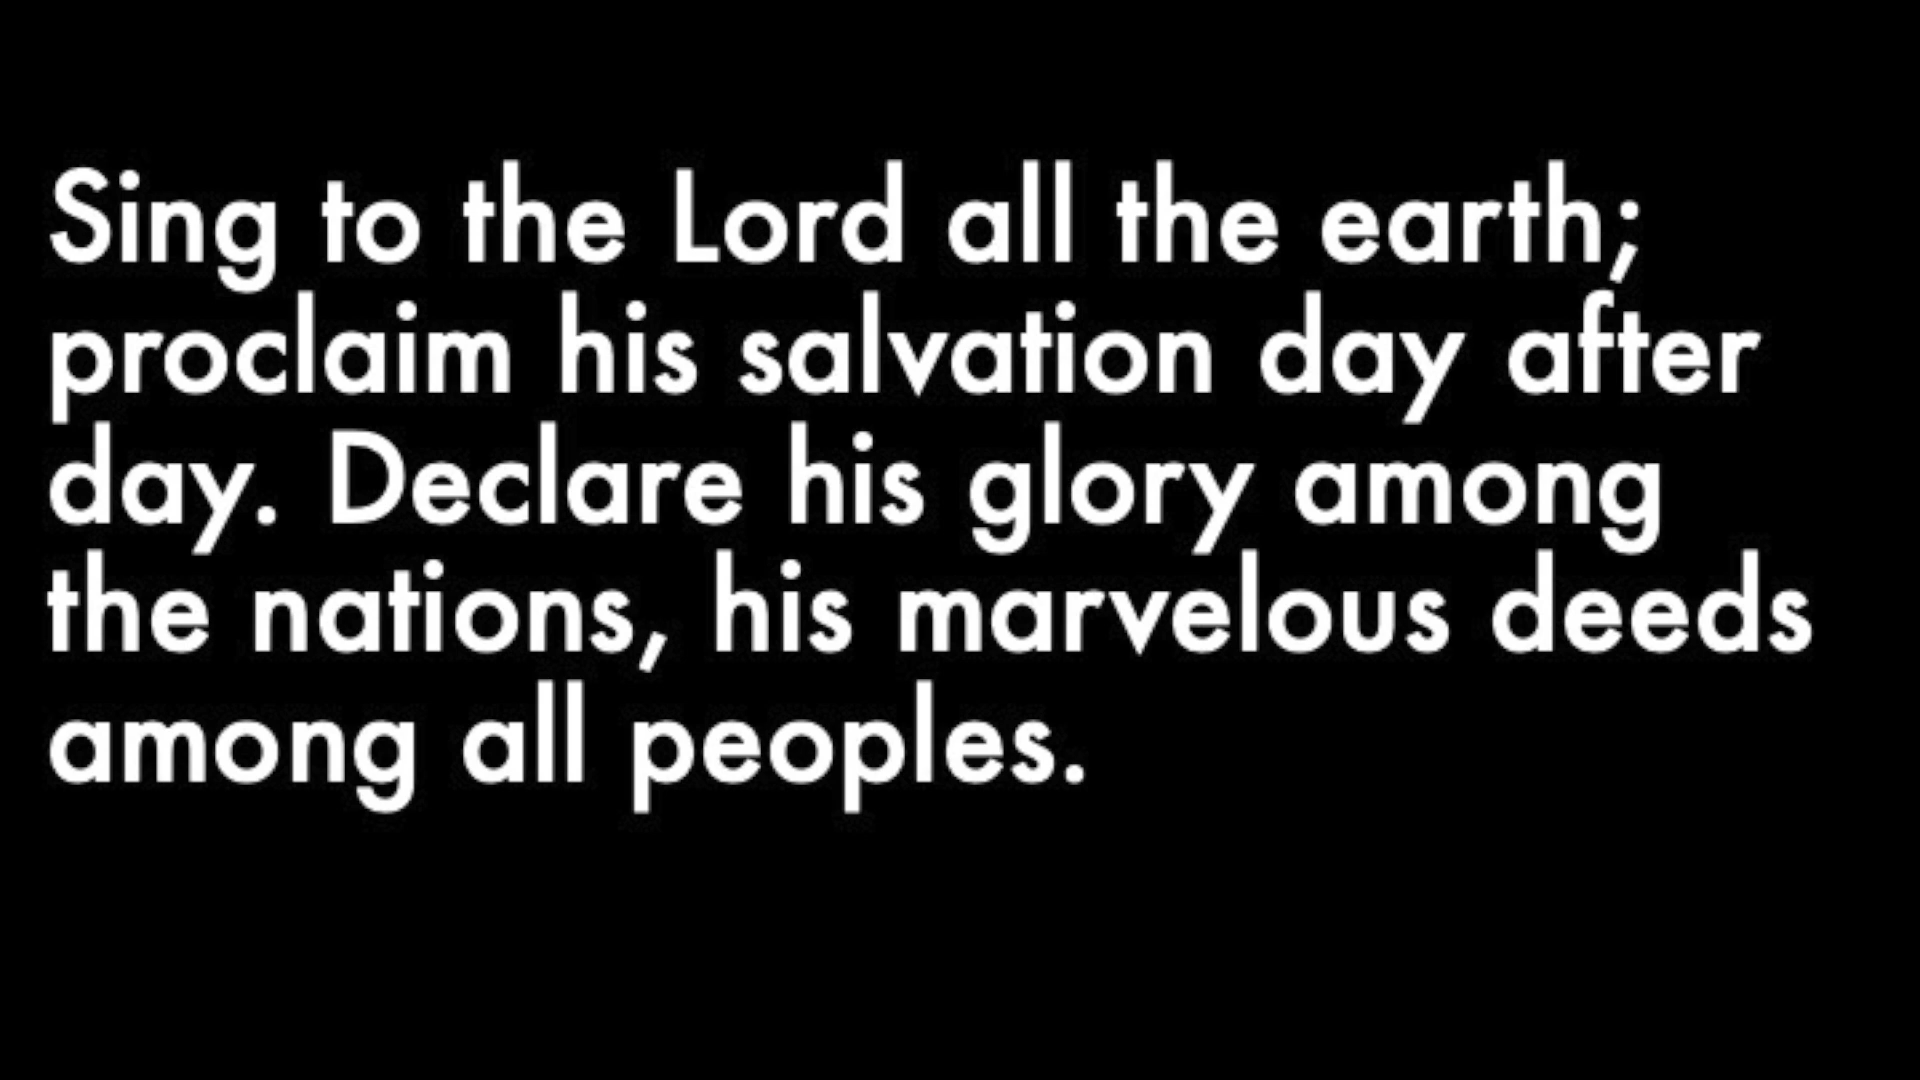 Sing to the Lord all the earth;
proclaim his salvation day after
day. Declare his glory among
the nations, his marvelous deeds
among all peoples.